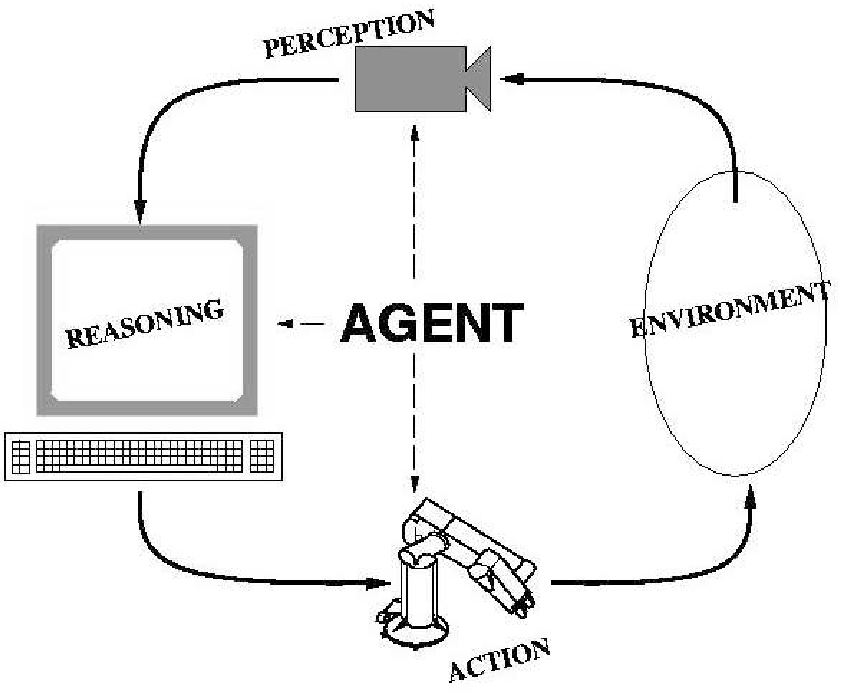 PERCEPTION
REASONING
AGENT
ENVIRONMENT
ACTION